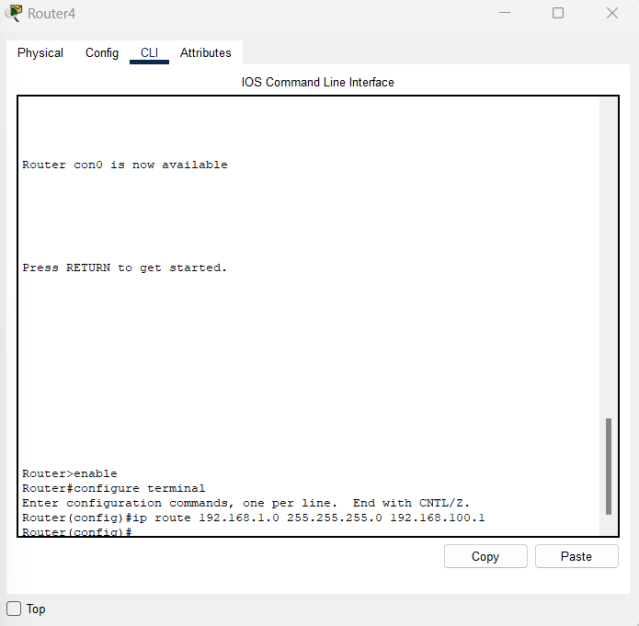 Router4
Physical Config CLI Attributes
IOS Command Line Interface
Router con0 is now available
Press RETURN to get started.
Router>enable
Router#configure terminal
Enter configuration commands, one per line.  End with CNTL/Z.
Router(config)#ip route 192.168.1.0 255.255.255.0 192.168.100.1
Router(config)#
Copy Paste
Top